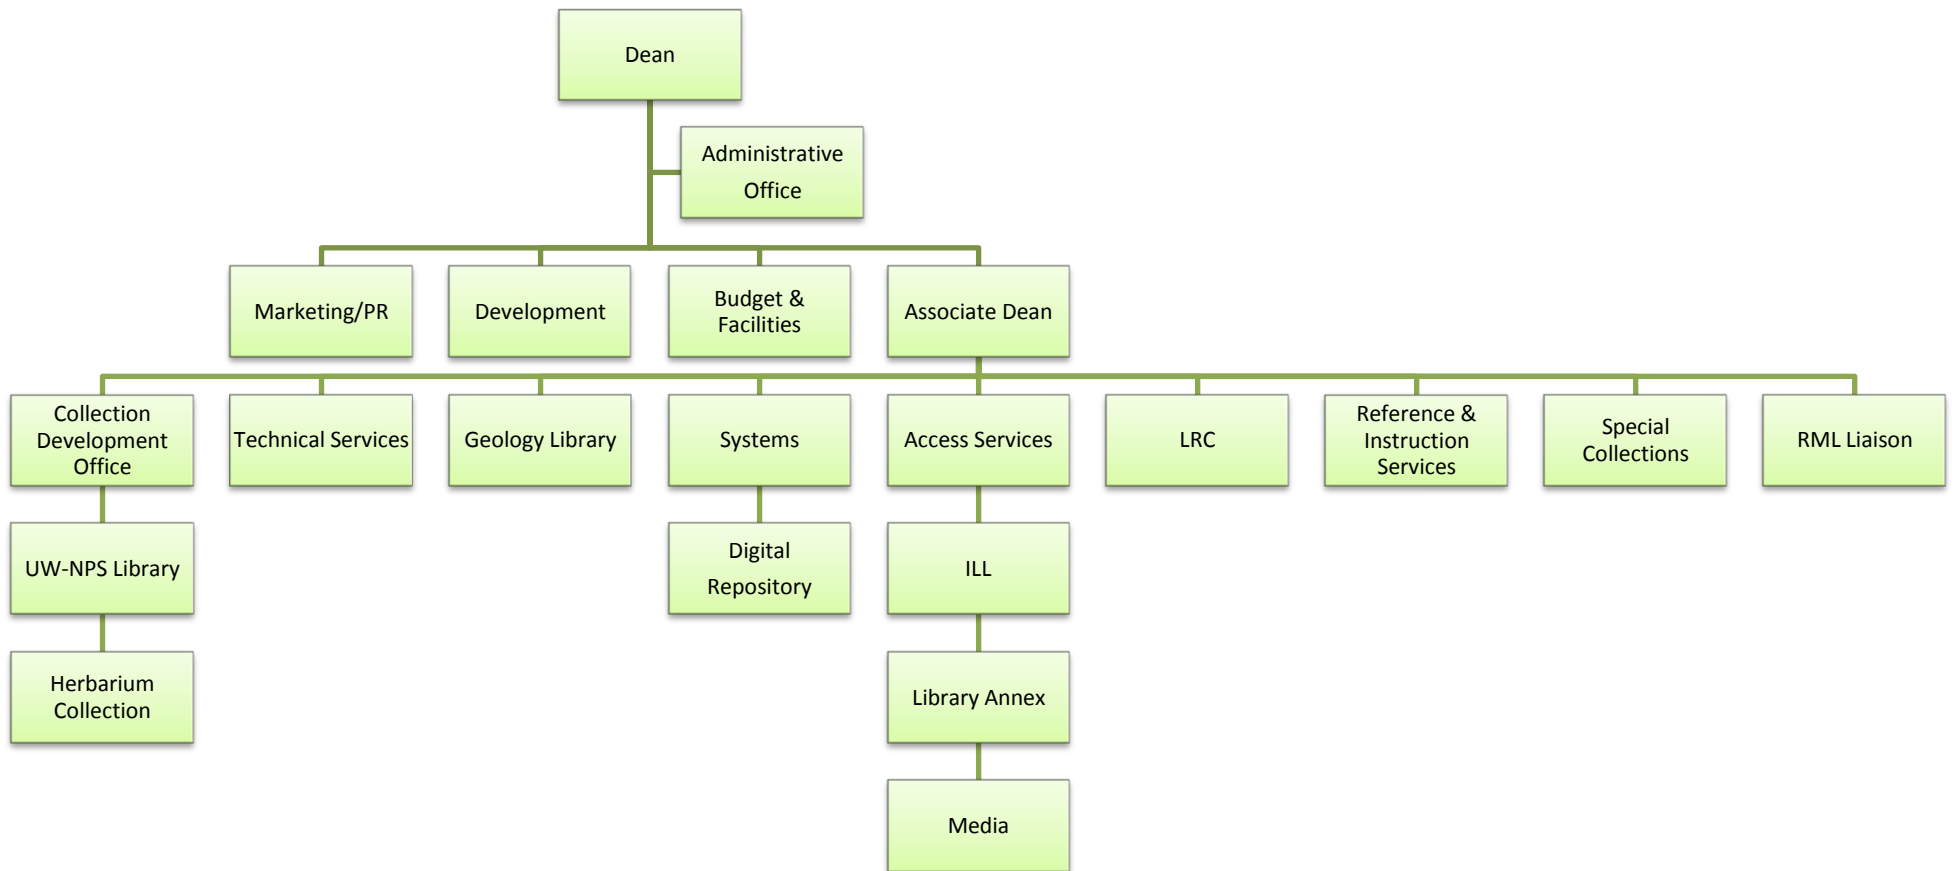 Dean
Administrative
Office
Marketing/PR
Development
Budget &
Facilities
Associate Dean
Collection
Development
Office
Technical Services
Geology Library
Systems
Access Services
LRC
Reference &
Instruction
Services
Special
Collections
RML Liaison
UW-NPS Library
Digital
Repository
ILL
Herbarium
Collection
Library Annex
Media